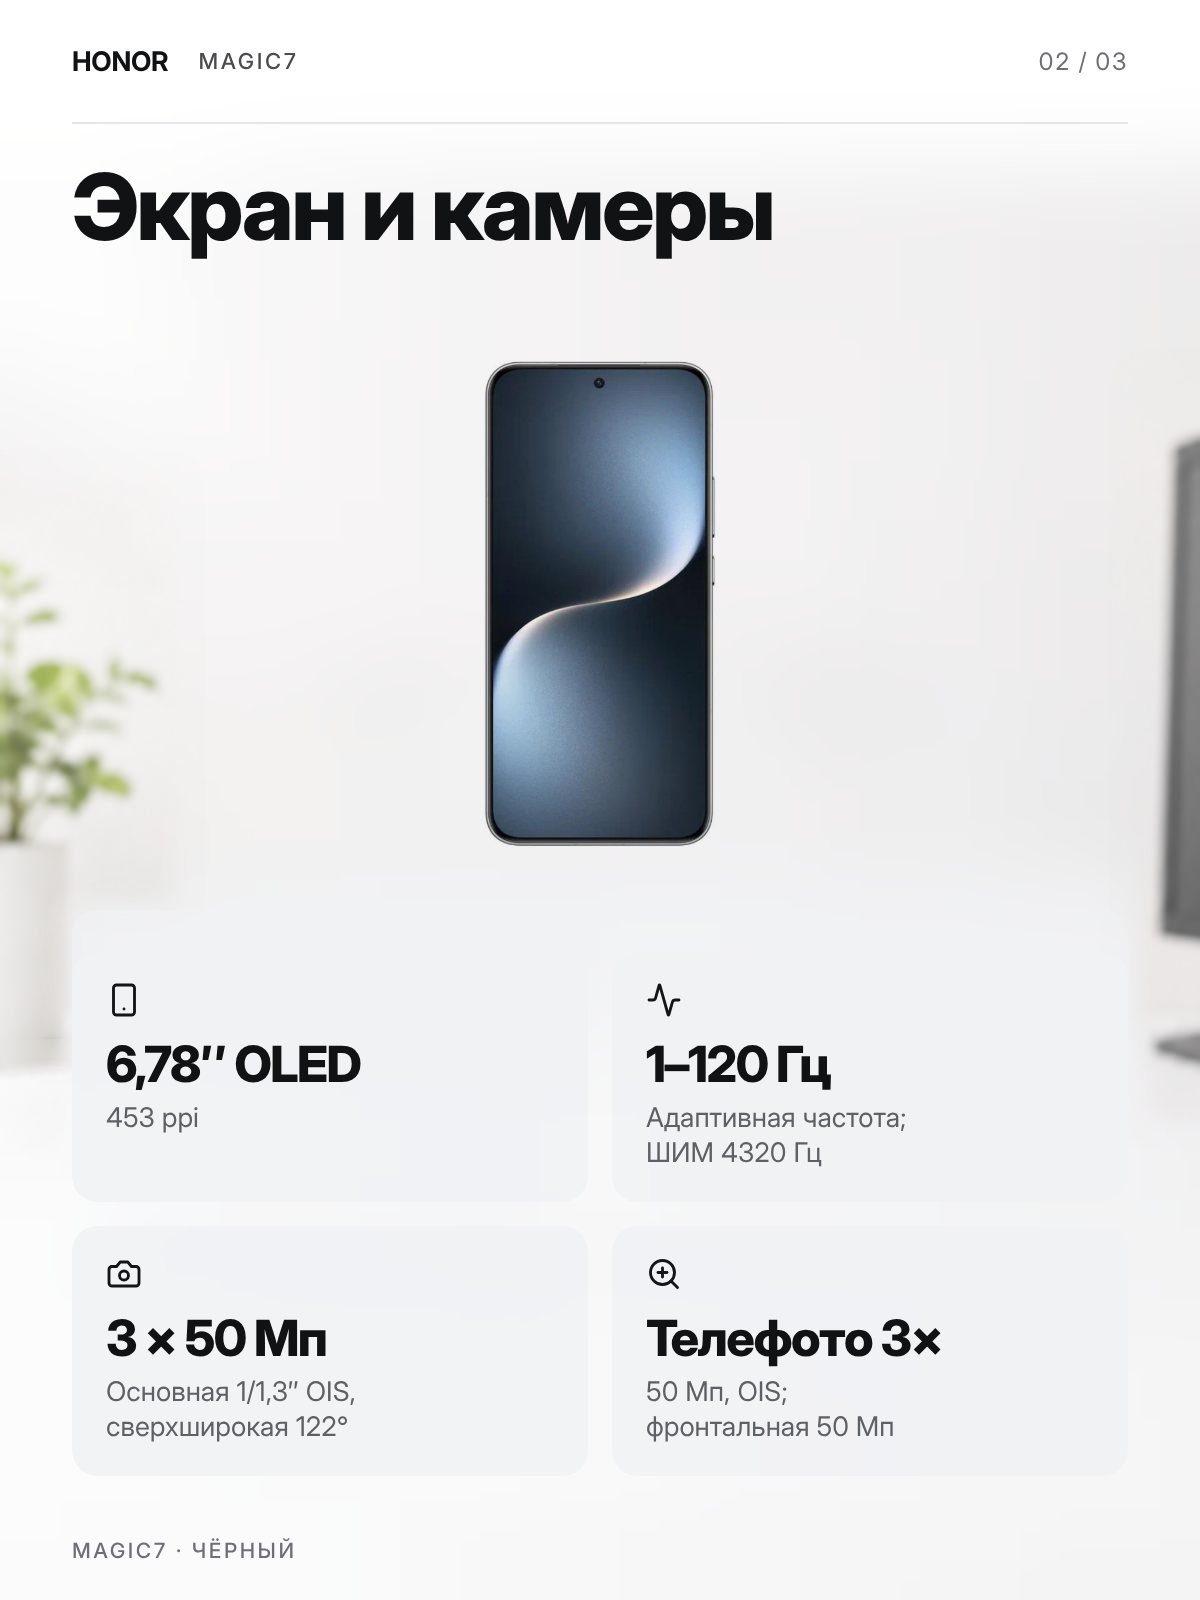 HONOR MAGIC7 02 / 03
Экран и камеры
6,78″ OLED
453 ppi
1–120 Гц
Адаптивная частота;
ШИМ 4320 Гц
3 × 50 Мп
Основная 1/1,3″ OIS,
сверхширокая 122°
Телефото 3×
50 Мп, OIS;
фронтальная 50 Мп
MAGIC7 · ЧЁРНЫЙ